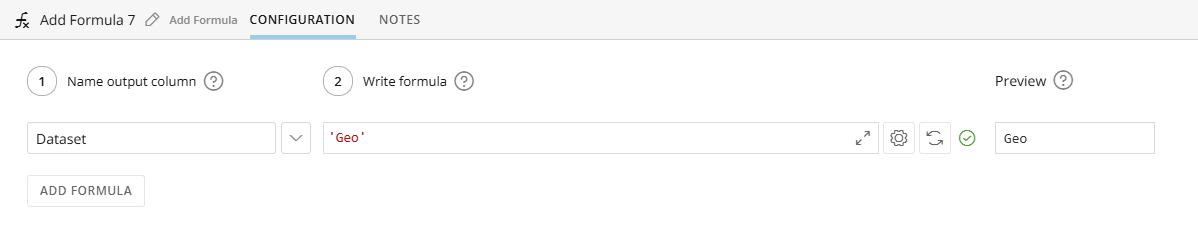 fx Add Formula 7 Add Formula CONFIGURATION NOTES
1 Name output column ? 2 Write formula ? Preview ?
Dataset 'Geo' Geo
ADD FORMULA